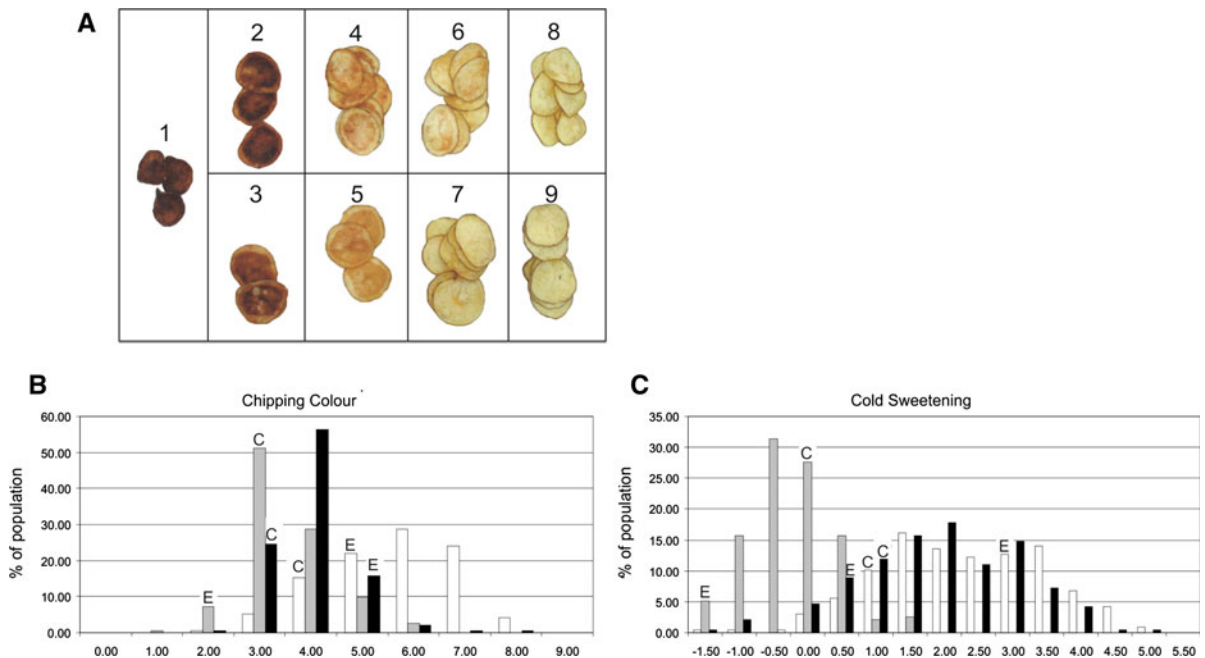 A
1
2 4 6 8
3 5 7 9
B
Chipping Colour
% of population
60.00
50.00
40.00
30.00
20.00
10.00
0.00
E C C C E E
0.00 1.00 2.00 3.00 4.00 5.00 6.00 7.00 8.00 9.00
C
Cold Sweetening
% of population
35.00
30.00
25.00
20.00
15.00
10.00
5.00
0.00
E C E C C E
-1.50 -1.00 -0.50 0.00 0.50 1.00 1.50 2.00 2.50 3.00 3.50 4.00 4.50 5.00 5.50